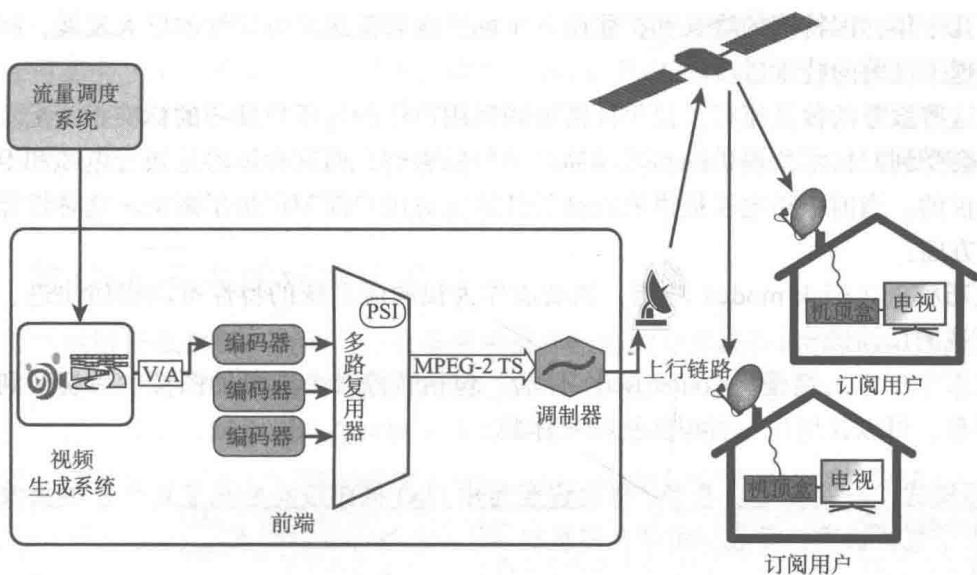 流量调度
系统
视频
生成系统
V/A
编码器
编码器
编码器
多路复用器
PSI
MPEG-2 TS
调制器
前端
上行链路
机顶盒
电视
订阅用户
机顶盒
电视
订阅用户